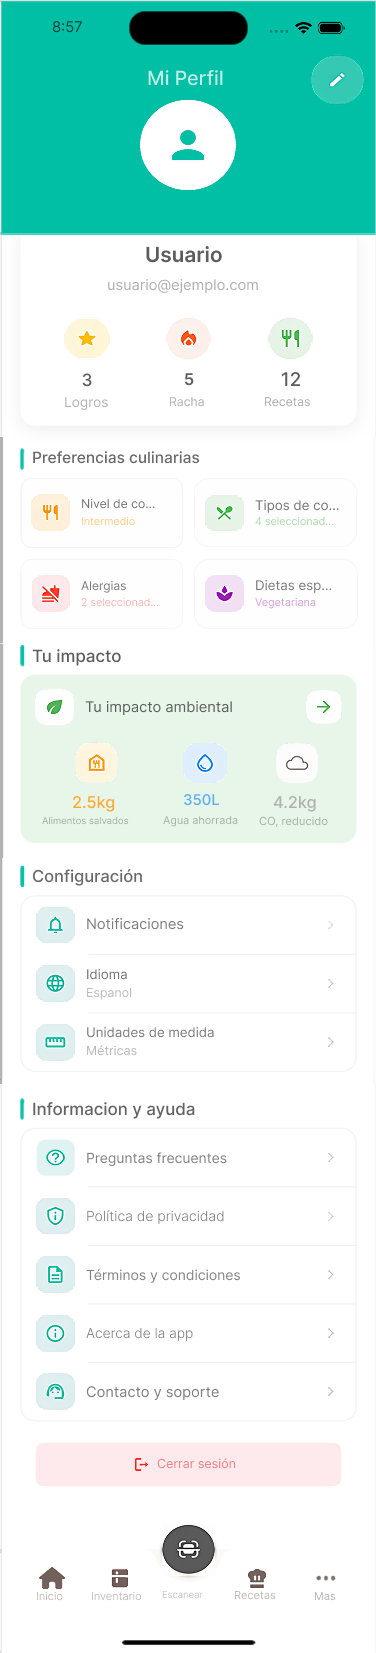 8:57
Mi Perfil
Usuario
usuario@ejemplo.com
3 5 12
Logros Racha Recetas
Preferencias culinarias
Nivel de co... Tipos de co...
Intermedio 4 seleccionad...
Alergias Dietas esp...
2 seleccionad... Vegetariana
Tu impacto
Tu impacto ambiental
2.5kg 350L 4.2kg
Alimentos salvados Agua ahorrada CO, reducido
Configuración
Notificaciones
Idioma
Espanol
Unidades de medida
Métricas
Informacion y ayuda
Preguntas frecuentes
Política de privacidad
Términos y condiciones
Acerca de la app
Contacto y soporte
Cerrar sesión
Inicio Inventario Escanear Recetas Mas